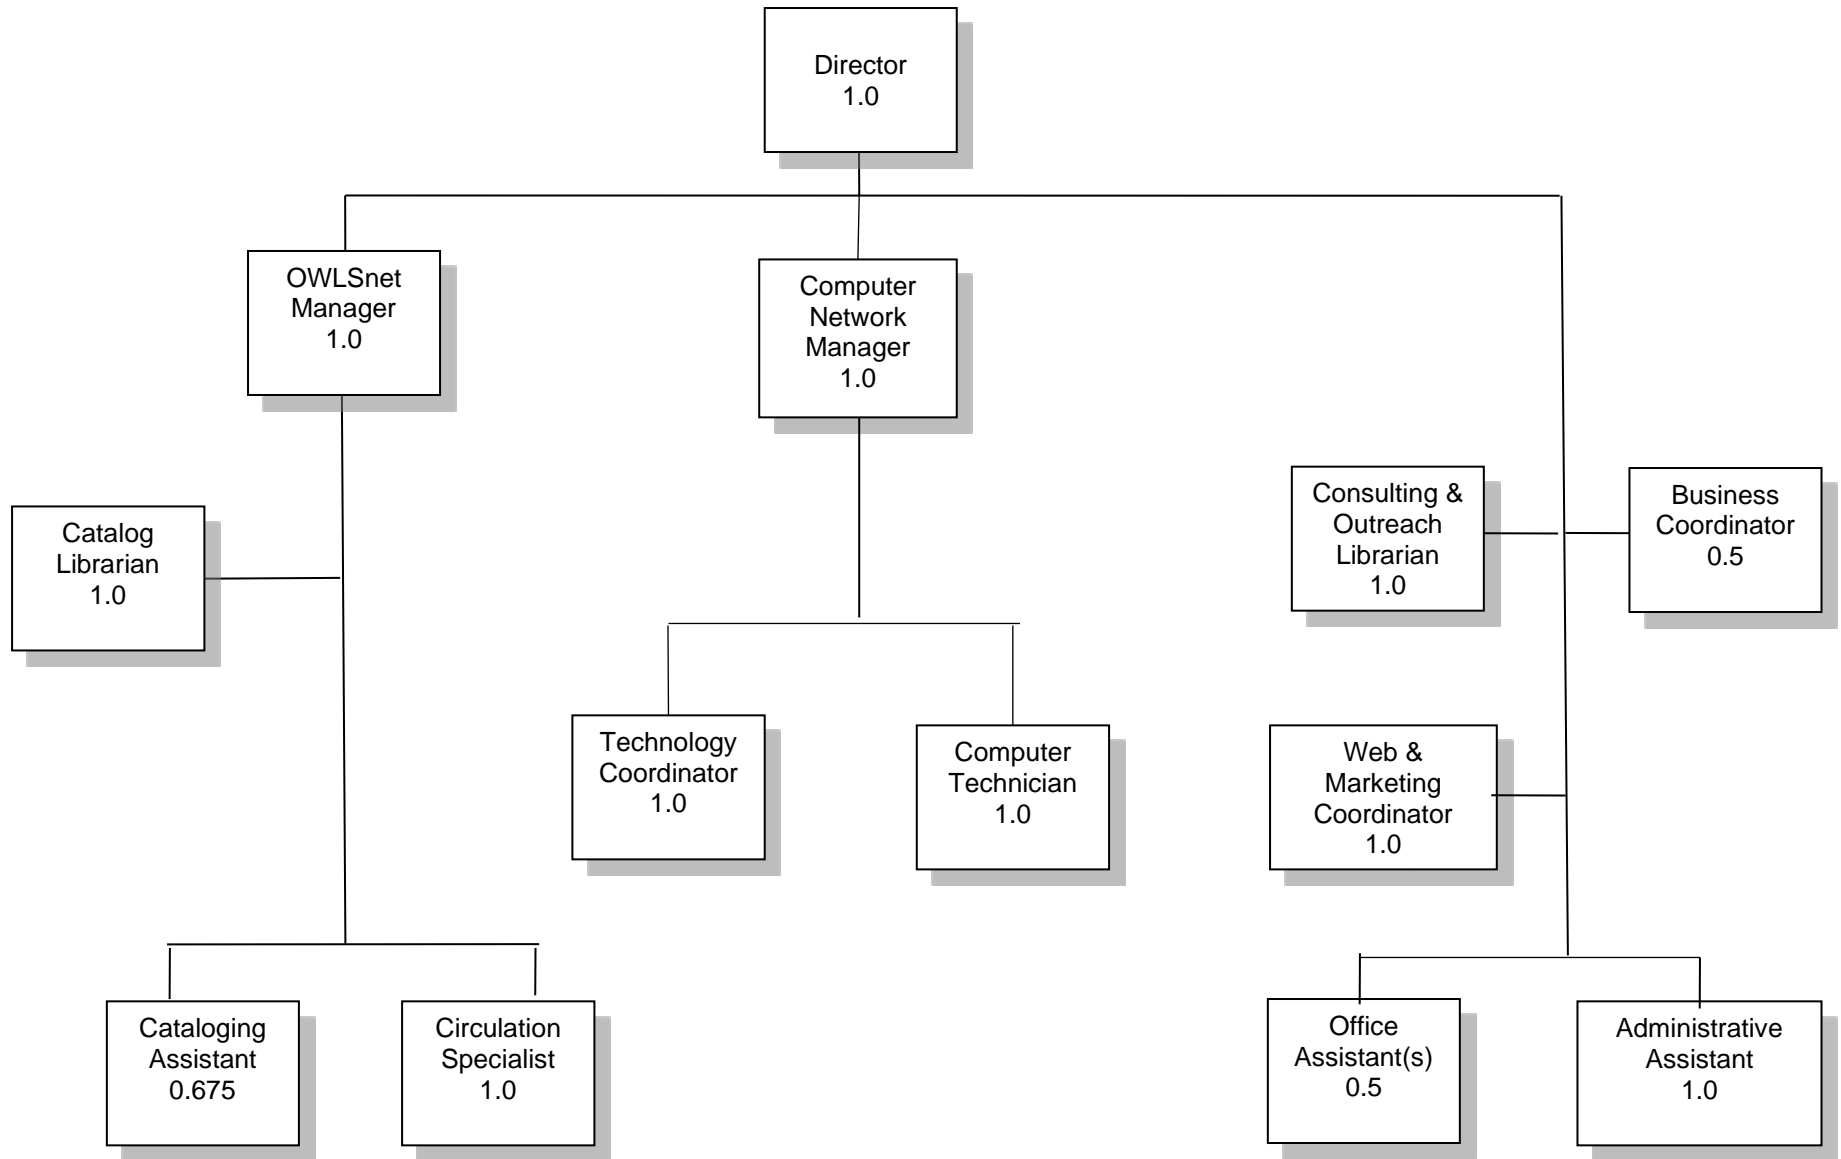 Director
1.0
OWLSnet
Manager
1.0
Computer
Network
Manager
1.0
Catalog
Librarian
1.0
Consulting &
Outreach
Librarian
1.0
Business
Coordinator
0.5
Technology
Coordinator
1.0
Computer
Technician
1.0
Web &
Marketing
Coordinator
1.0
Cataloging
Assistant
0.675
Circulation
Specialist
1.0
Office
Assistant(s)
0.5
Administrative
Assistant
1.0